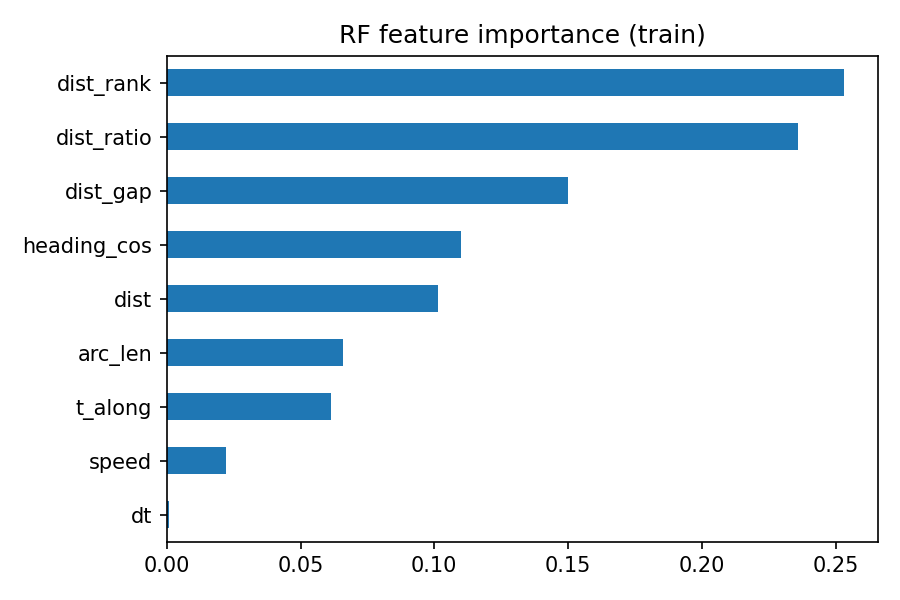 RF feature importance (train)
dist_rank
dist_ratio
dist_gap
heading_cos
dist
arc_len
t_along
speed
dt
0.00 0.05 0.10 0.15 0.20 0.25